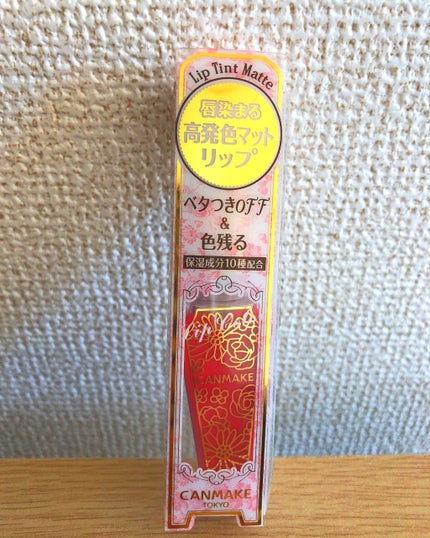 Lip Tint Matte
唇染まる
高発色マット
リップ
ベタつきOFF
&
色残る
保湿成分10種配合
CANMAKE
CANMAKE
TOKYO